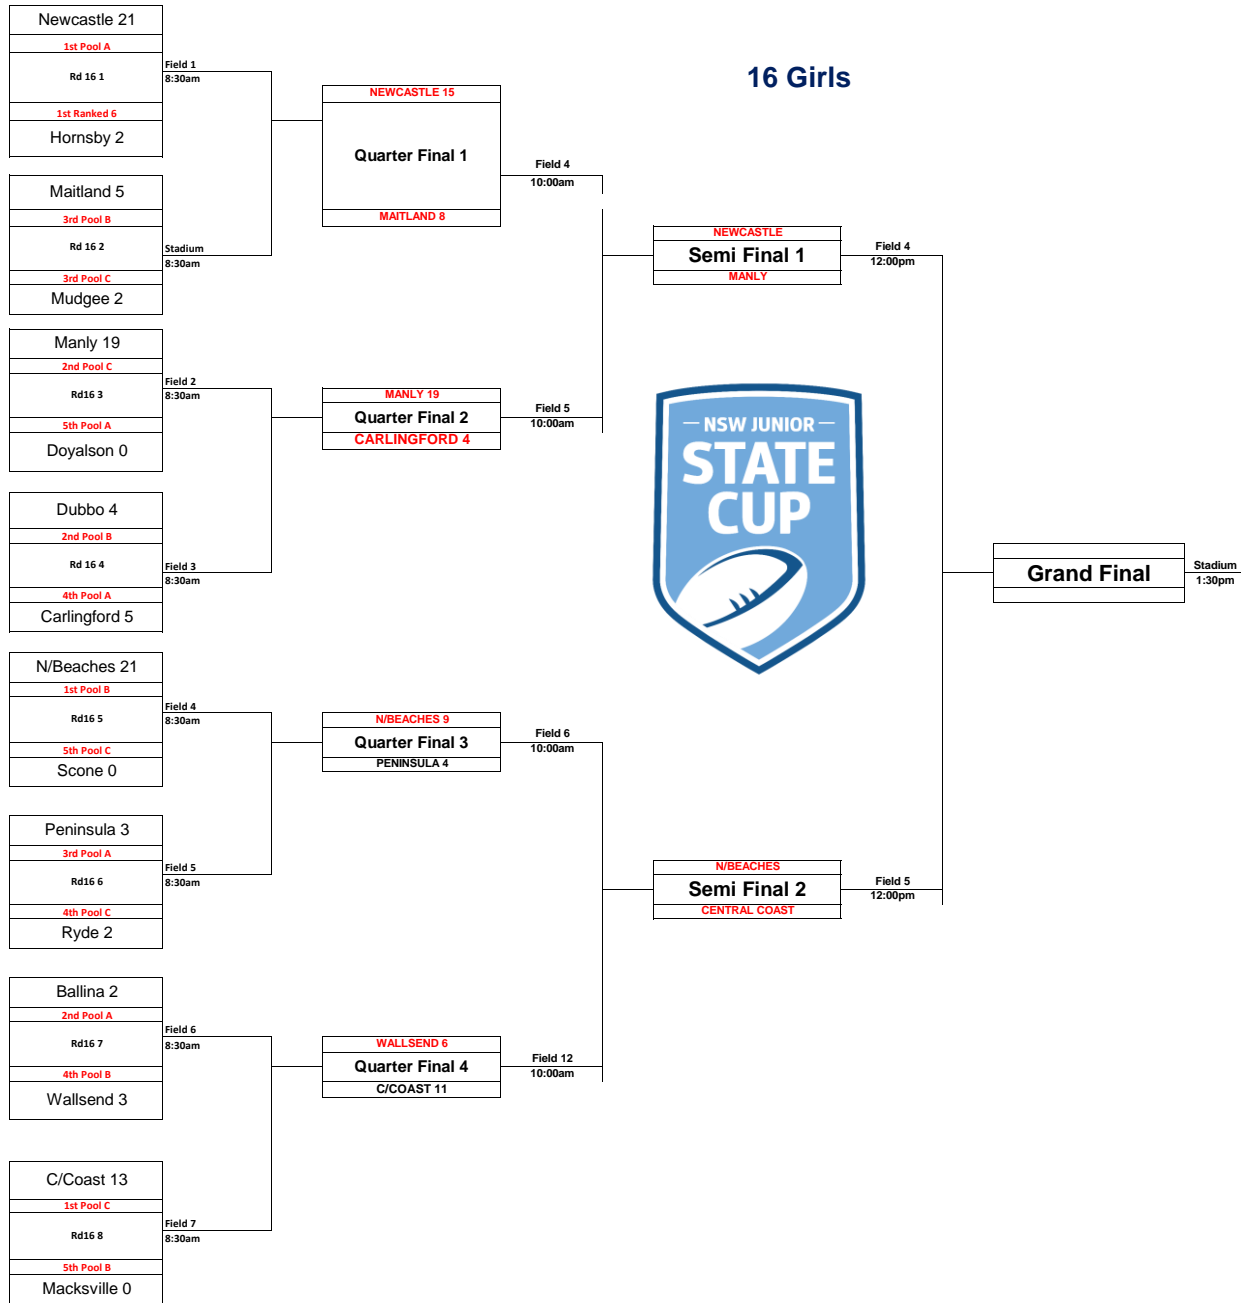 16 Girls
Newcastle 21
1st Pool A
Rd 16 1
Field 1
8:30am
1st Ranked 6
Hornsby 2
Maitland 5
3rd Pool B
Rd 16 2
Stadium
8:30am
3rd Pool C
Mudgee 2
Manly 19
2nd Pool C
Rd16 3
Field 2
8:30am
5th Pool A
Doyalson 0
Dubbo 4
2nd Pool B
Rd 16 4
Field 3
8:30am
4th Pool A
Carlingford 5
N/Beaches 21
1st Pool B
Rd16 5
Field 4
8:30am
5th Pool C
Scone 0
Peninsula 3
3rd Pool A
Rd16 6
Field 5
8:30am
4th Pool C
Ryde 2
Ballina 2
2nd Pool A
Rd16 7
Field 6
8:30am
4th Pool B
Wallsend 3
C/Coast 13
1st Pool C
Rd16 8
Field 7
8:30am
5th Pool B
Macksville 0
NEWCASTLE 15
Quarter Final 1
MAITLAND 8
Field 4
10:00am
MANLY 19
Quarter Final 2
CARLINGFORD 4
Field 5
10:00am
N/BEACHES 9
Quarter Final 3
PENINSULA 4
Field 6
10:00am
WALLSEND 6
Quarter Final 4
C/COAST 11
Field 12
10:00am
NEWCASTLE
Semi Final 1
MANLY
Field 4
12:00pm
NSW JUNIOR
STATE
CUP
N/BEACHES
Semi Final 2
CENTRAL COAST
Field 5
12:00pm
Grand Final
Stadium
1:30pm